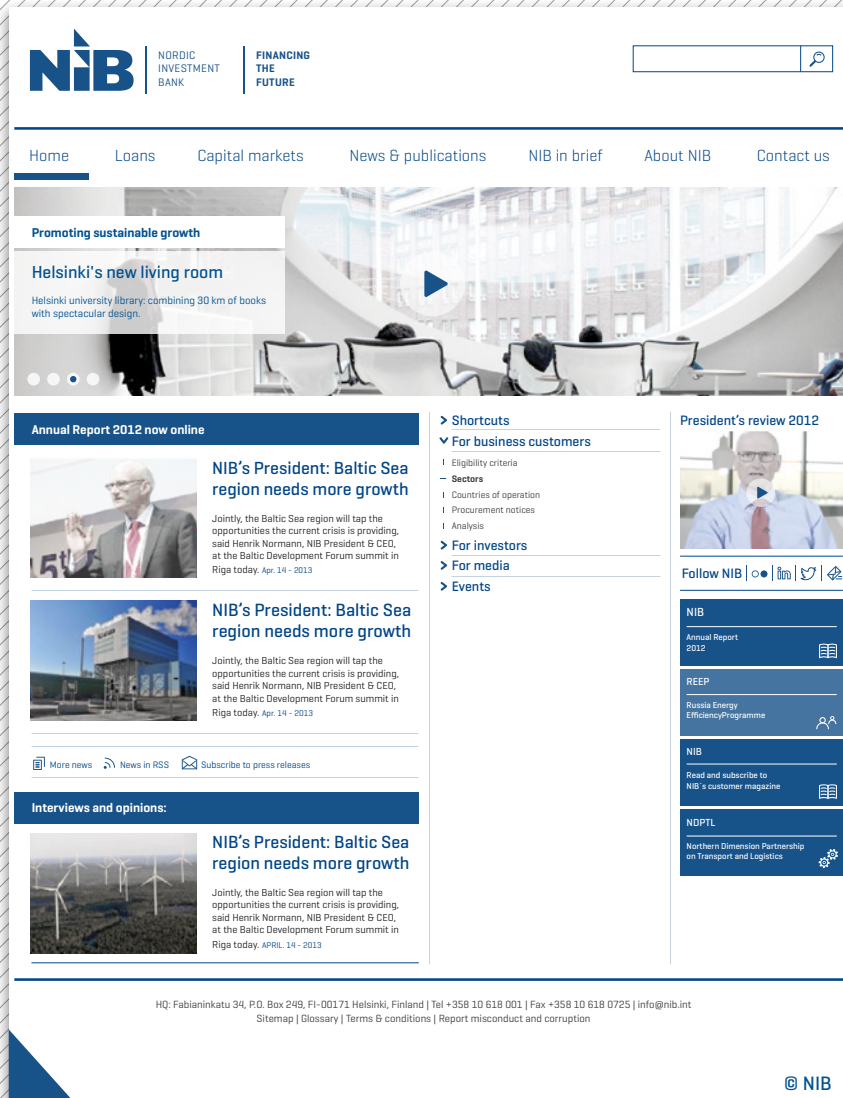 NiB
NORDIC
INVESTMENT
BANK
FINANCING
THE
FUTURE
Home
Loans
Capital markets
News & publications
NIB in brief
About NIB
Contact us
Promoting sustainable growth
Helsinki's new living room
Helsinki university library: combining 30 km of books
with spectacular design.
Annual Report 2012 now online
NIB’s President: Baltic Sea
region needs more growth
Jointly, the Baltic Sea region will tap the
opportunities the current crisis is providing,
said Henrik Normann, NIB President & CEO,
at the Baltic Development Forum summit in
Riga today. Apr. 14 - 2013
NIB’s President: Baltic Sea
region needs more growth
Jointly, the Baltic Sea region will tap the
opportunities the current crisis is providing,
said Henrik Normann, NIB President & CEO,
at the Baltic Development Forum summit in
Riga today. Apr. 14 - 2013
More news
News in RSS
Subscribe to press releases
Interviews and opinions:
NIB’s President: Baltic Sea
region needs more growth
Jointly, the Baltic Sea region will tap the
opportunities the current crisis is providing,
said Henrik Normann, NIB President & CEO,
at the Baltic Development Forum summit in
Riga today. APRIL. 14 - 2013
Shortcuts
For business customers
Eligibility criteria
Sectors
Countries of operation
Procurement notices
Analysis
For investors
For media
Events
President’s review 2012
Follow NIB
NIB
Annual Report
2012
REEP
Russia Energy
EfficiencyProgramme
NIB
Read and subscribe to
NIB´s customer magazine
NDPTL
Northern Dimension Partnership
on Transport and Logistics
HQ: Fabianinkatu 34, P.O. Box 249, FI-00171 Helsinki, Finland | Tel +358 10 618 001 | Fax +358 10 618 0725 | info@nib.int
Sitemap | Glossary | Terms & conditions | Report misconduct and corruption
© NIB